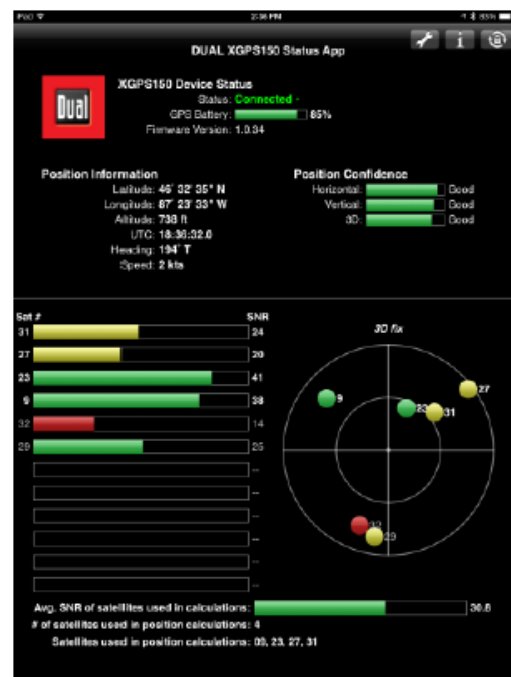 iPad
2:36 PM
83%
DUAL XGPS150 Status App
i
Dual
XGPS150 Device Status
Status: Connected -
GPS Battery: 85%
Firmware Version: 1.0.34
Position Information
Latitude: 46° 32' 35" N
Longitude: 87° 23' 33" W
Altitude: 738 ft
UTC: 18:36:32.0
Heading: 194° T
Speed: 2 kts
Position Confidence
Horizontal: Good
Vertical: Good
3D: Good
Sat # SNR
31 24
27 20
23 41
9 38
32 14
29 25
--
--
--
--
--
--
3D fix
27
9
23
31
32
29
Avg. SNR of satellites used in calculations: 30.8
# of satellites used in position calculations: 4
Satellites used in position calculations: 09, 23, 27, 31